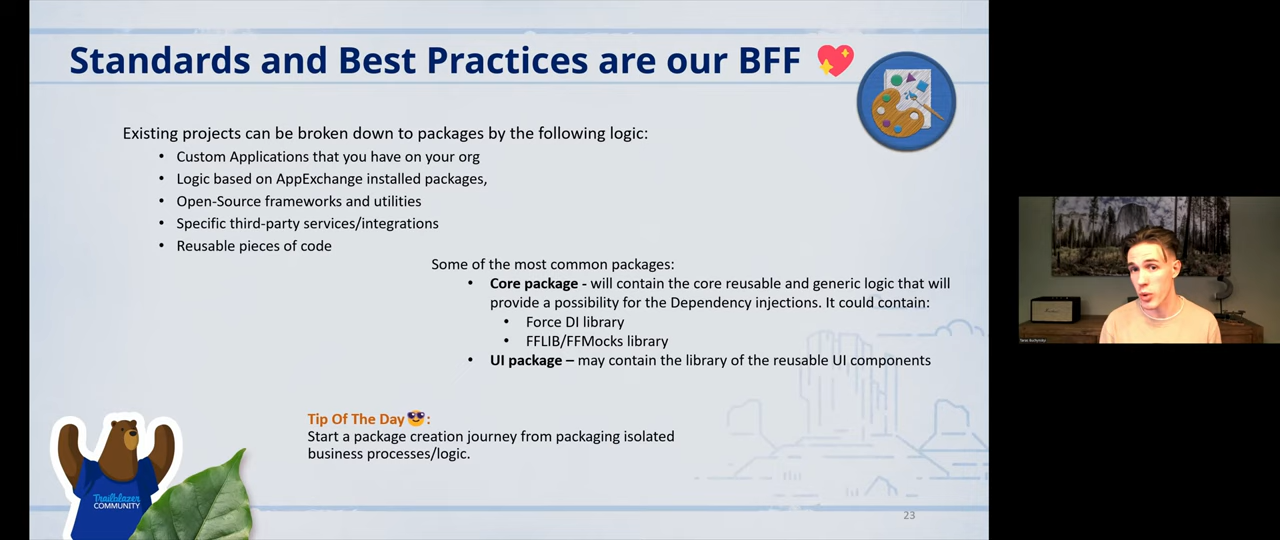 Standards and Best Practices are our BFF 💖
Existing projects can be broken down to packages by the following logic:
• Custom Applications that you have on your org
• Logic based on AppExchange installed packages,
• Open-Source frameworks and utilities
• Specific third-party services/integrations
• Reusable pieces of code
Some of the most common packages:
• Core package - will contain the core reusable and generic logic that will
provide a possibility for the Dependency injections. It could contain:
• Force DI library
• FFLIB/FFMocks library
• UI package – may contain the library of the reusable UI components
Tip Of The Day😎:
Start a package creation journey from packaging isolated
business processes/logic.
Trailblazer
COMMUNITY
23